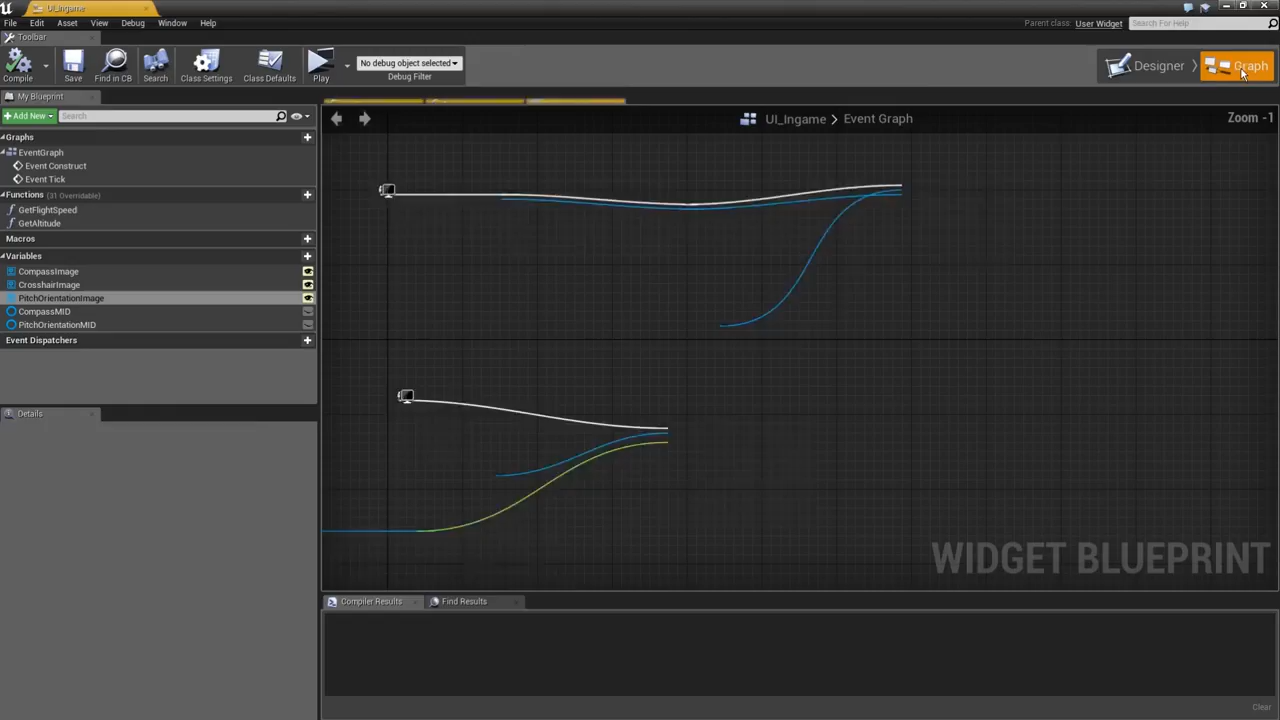 UI_Ingame
File Edit Asset View Debug Window Help
Parent class: User Widget
Search For Help
Toolbar
Compile
Save
Find in CB
Search
Class Settings
Class Defaults
Play
No debug object selected
Debug Filter
Designer
Graph
My Blueprint
Add New
Search
UI_Ingame > Event Graph
Zoom -1
Graphs
EventGraph
Event Construct
Event Tick
Functions (31 Overridable)
GetFlightSpeed
GetAltitude
Macros
Variables
CompassImage
CrosshairImage
PitchOrientationImage
CompassMID
PitchOrientationMID
Event Dispatchers
Details
WIDGET BLUEPRINT
Compiler Results
Find Results
Clear